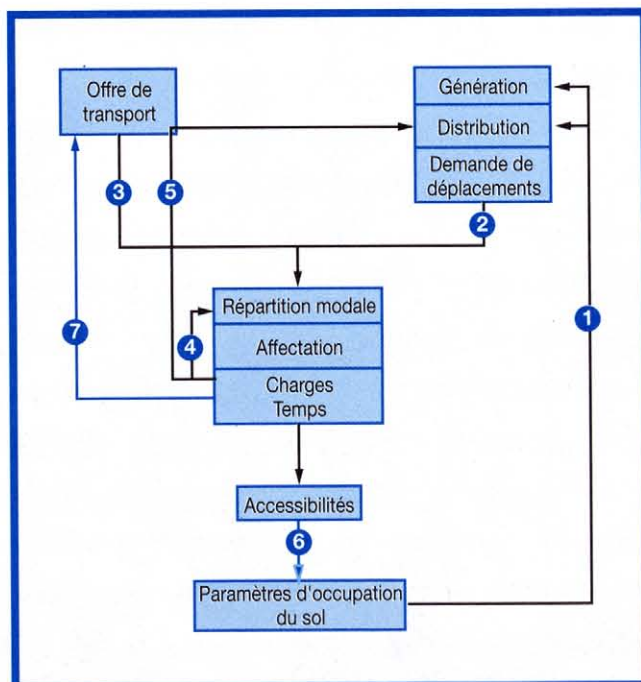 Offre de
transport
Génération
Distribution
Demande de
déplacements
3
5
2
Répartition modale
Affectation
Charges
Temps
7
4
1
Accessibilités
6
Paramètres d'occupation
du sol